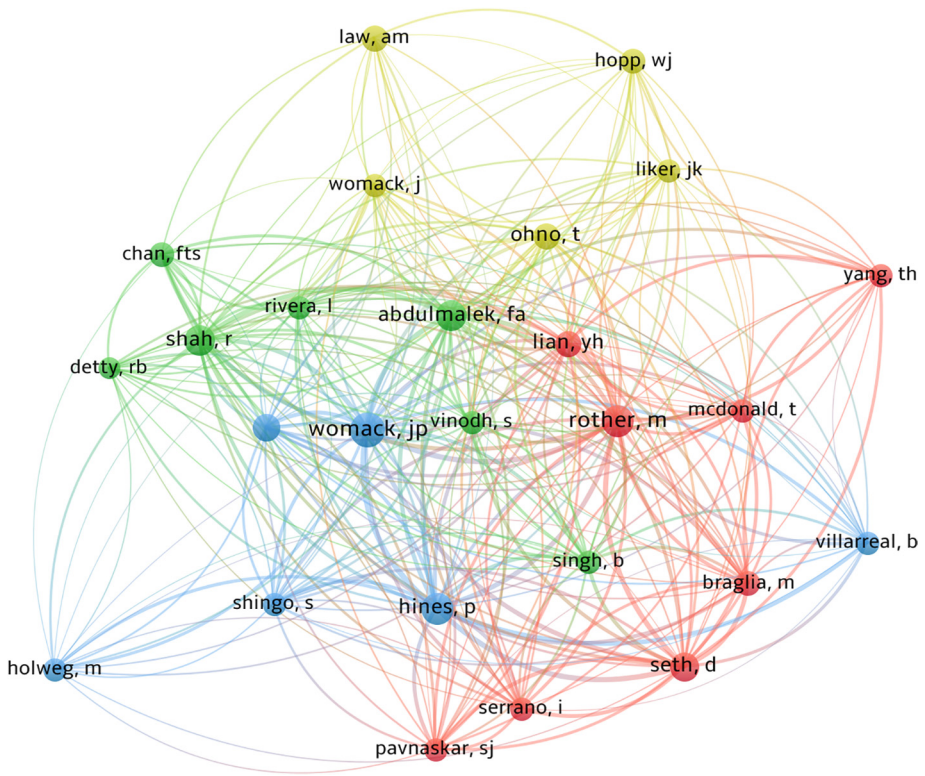 law, am
hopp, wj
liker, jk
womack, j
ohno, t
chan, fts
yang, th
rivera, l
abdulmalek, fa
shah, r
lian, yh
detty, rb
mcdonald, t
womack, jp
vinodh, s
rother, m
villarreal, b
singh, b
braglia, m
shingo, s
hines, p
holweg, m
seth, d
serrano, i
pavnaskar, sj